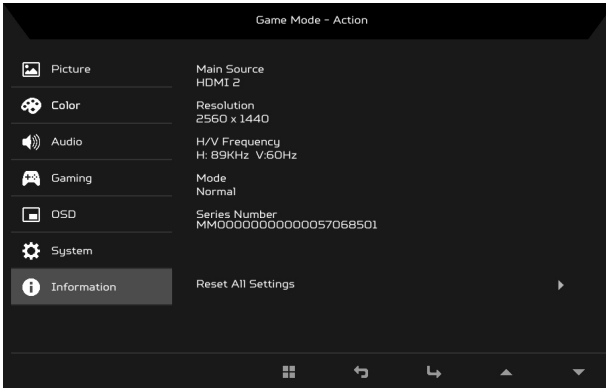 Game Mode - Action
Picture
Color
Audio
Gaming
OSD
System
Information
Main Source
HDMI 2
Resolution
2560 x 1440
H/V Frequency
H: 89KHz V:60Hz
Mode
Normal
Series Number
MM00000000000057068501
Reset All Settings